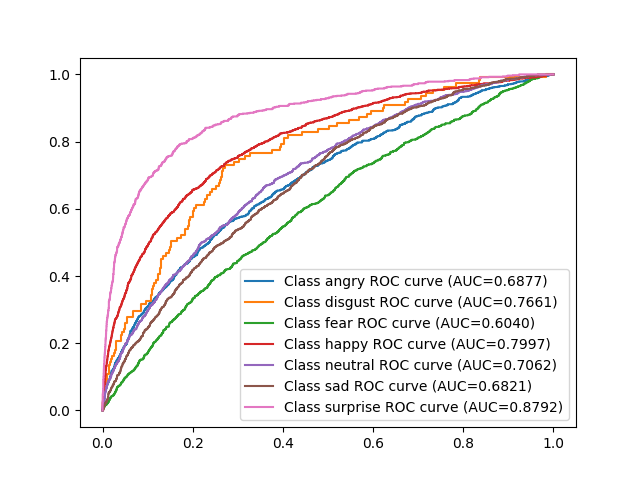 1.0
0.8
0.6
0.4
0.2
0.0
0.0 0.2 0.4 0.6 0.8 1.0
Class angry ROC curve (AUC=0.6877)
Class disgust ROC curve (AUC=0.7661)
Class fear ROC curve (AUC=0.6040)
Class happy ROC curve (AUC=0.7997)
Class neutral ROC curve (AUC=0.7062)
Class sad ROC curve (AUC=0.6821)
Class surprise ROC curve (AUC=0.8792)